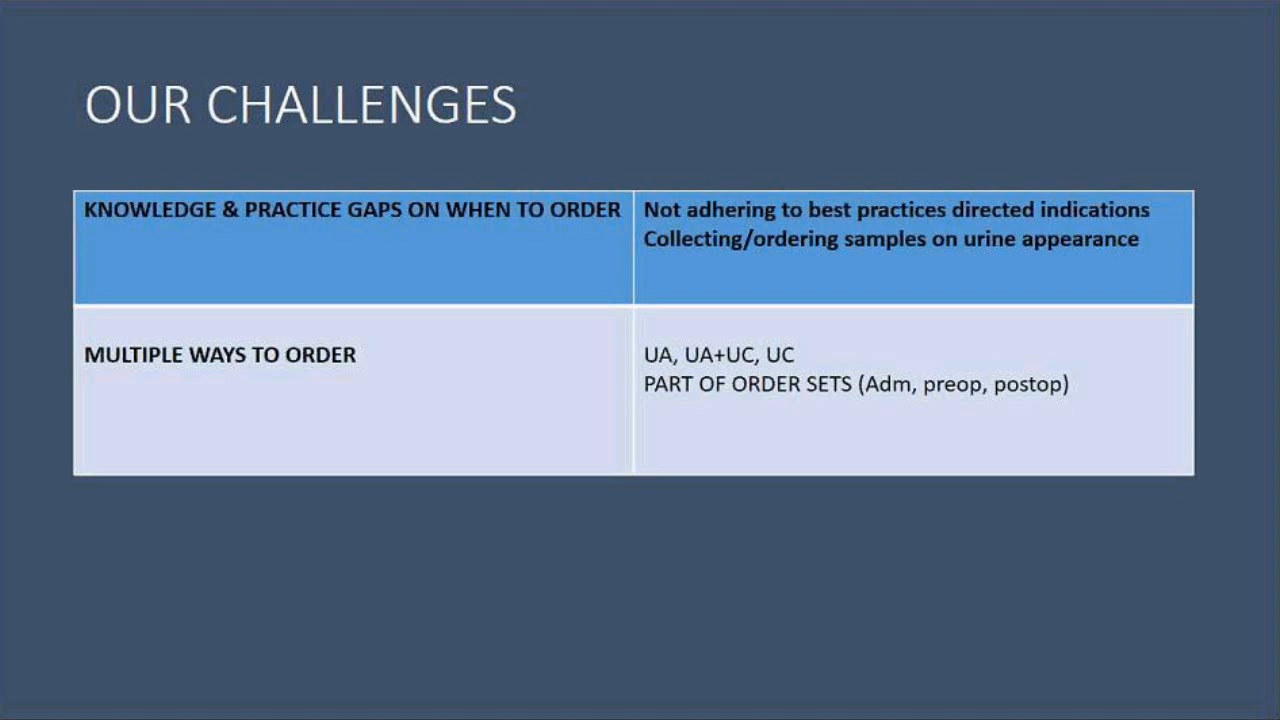 OUR CHALLENGES
KNOWLEDGE & PRACTICE GAPS ON WHEN TO ORDER
Not adhering to best practices directed indications
Collecting/ordering samples on urine appearance
MULTIPLE WAYS TO ORDER
UA, UA+UC, UC
PART OF ORDER SETS (Adm, preop, postop)